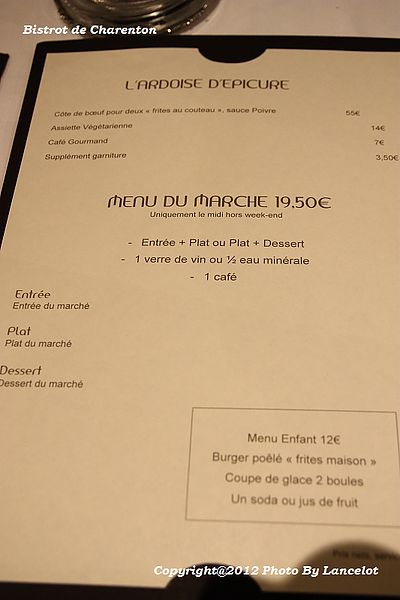 Bistrot de Charenton
L'ARDOISE D'EPICURE
Côte de bœuf pour deux « frites au couteau », sauce Poivre 55€
Assiette Végétarienne 14€
Café Gourmand 7€
Supplément garniture 3,50€
MENU DU MARCHE 19.50€
Uniquement le midi hors week-end
- Entrée + Plat ou Plat + Dessert
- 1 verre de vin ou ½ eau minérale
- 1 café
Entrée
Entrée du marché
Plat
Plat du marché
Dessert
Dessert du marché
Menu Enfant 12€
Burger poêlé « frites maison »
Coupe de glace 2 boules
Un soda ou jus de fruit
Prix nets, servi
Copyright@2012 Photo By Lancelot